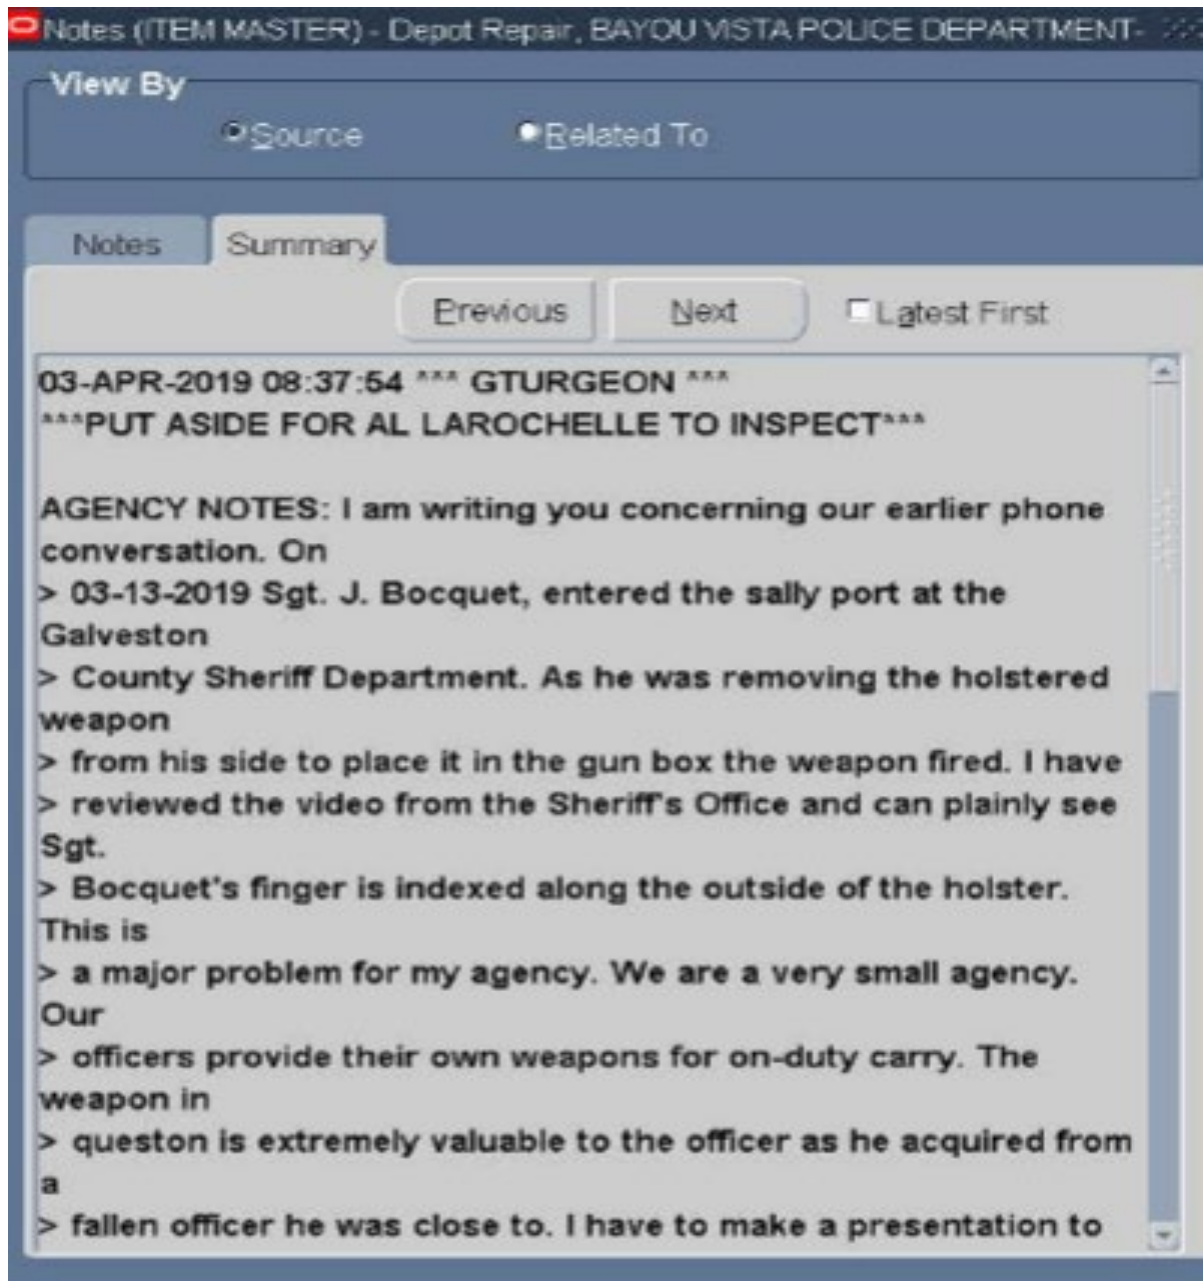 Notes (ITEM MASTER) - Depot Repair, BAYOU VISTA POLICE DEPARTMENT-
View By
Source Related To
Notes Summary
Previous Next Latest First
03-APR-2019 08:37:54 *** GTURGEON ***
***PUT ASIDE FOR AL LAROCHELLE TO INSPECT***
AGENCY NOTES: I am writing you concerning our earlier phone
conversation. On
> 03-13-2019 Sgt. J. Bocquet, entered the sally port at the
Galveston
> County Sheriff Department. As he was removing the holstered
weapon
> from his side to place it in the gun box the weapon fired. I have
> reviewed the video from the Sheriff's Office and can plainly see
Sgt.
> Bocquet's finger is indexed along the outside of the holster.
This is
> a major problem for my agency. We are a very small agency.
Our
> officers provide their own weapons for on-duty carry. The
weapon in
> queston is extremely valuable to the officer as he acquired from
a
> fallen officer he was close to. I have to make a presentation to